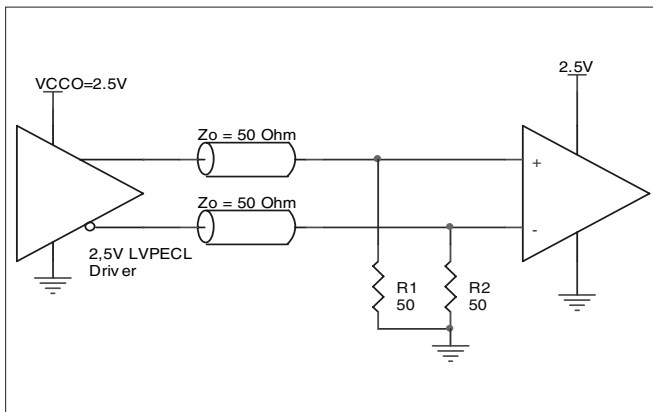 VCCO=2.5V
2.5V
Zo = 50 Ohm
+
Zo = 50 Ohm
-
2,5V LVPECL
Driver
R1
50
R2
50